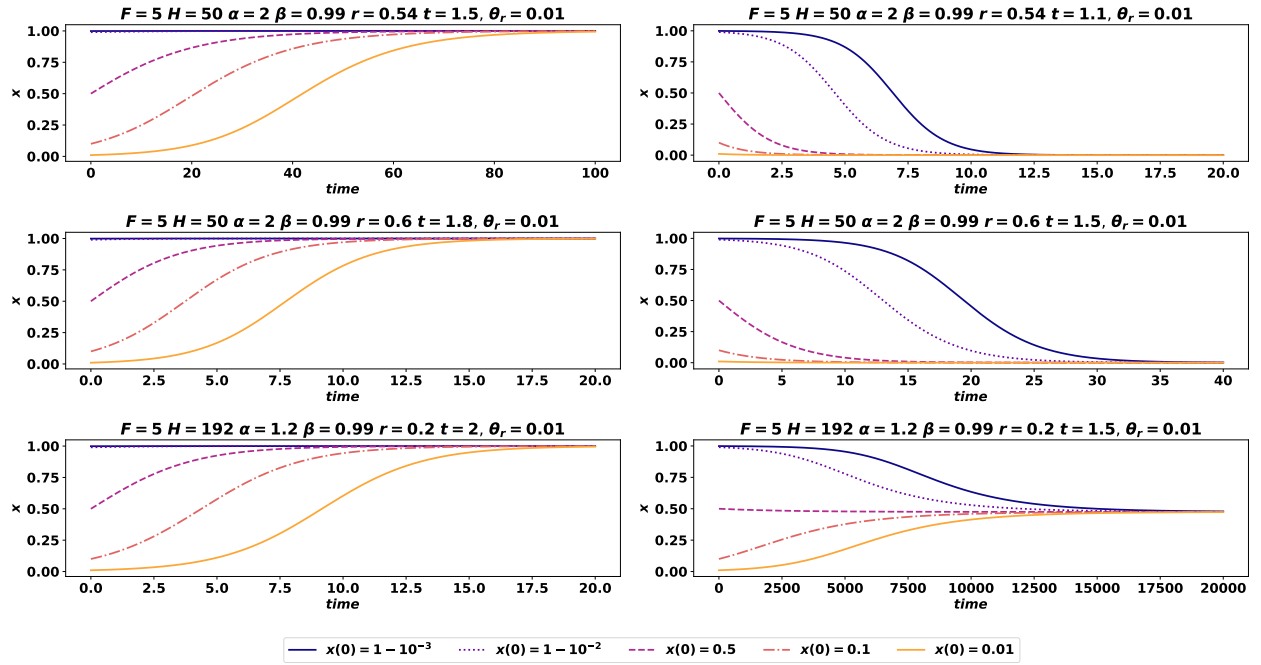 F = 5 H = 50 α = 2 β = 0.99 r = 0.54 t = 1.5, θ_r = 0.01
x
1.00
0.75
0.50
0.25
0.00
0 20 40 60 80 100
time
F = 5 H = 50 α = 2 β = 0.99 r = 0.54 t = 1.1, θ_r = 0.01
x
1.00
0.75
0.50
0.25
0.00
0.0 2.5 5.0 7.5 10.0 12.5 15.0 17.5 20.0
time
F = 5 H = 50 α = 2 β = 0.99 r = 0.6 t = 1.8, θ_r = 0.01
x
1.00
0.75
0.50
0.25
0.00
0.0 2.5 5.0 7.5 10.0 12.5 15.0 17.5 20.0
time
F = 5 H = 50 α = 2 β = 0.99 r = 0.6 t = 1.5, θ_r = 0.01
x
1.00
0.75
0.50
0.25
0.00
0 5 10 15 20 25 30 35 40
time
F = 5 H = 192 α = 1.2 β = 0.99 r = 0.2 t = 2, θ_r = 0.01
x
1.00
0.75
0.50
0.25
0.00
0.0 2.5 5.0 7.5 10.0 12.5 15.0 17.5 20.0
time
F = 5 H = 192 α = 1.2 β = 0.99 r = 0.2 t = 1.5, θ_r = 0.01
x
1.00
0.75
0.50
0.25
0.00
0 2500 5000 7500 10000 12500 15000 17500 20000
time
x(0) = 1 − 10⁻³ x(0) = 1 − 10⁻² x(0) = 0.5 x(0) = 0.1 x(0) = 0.01